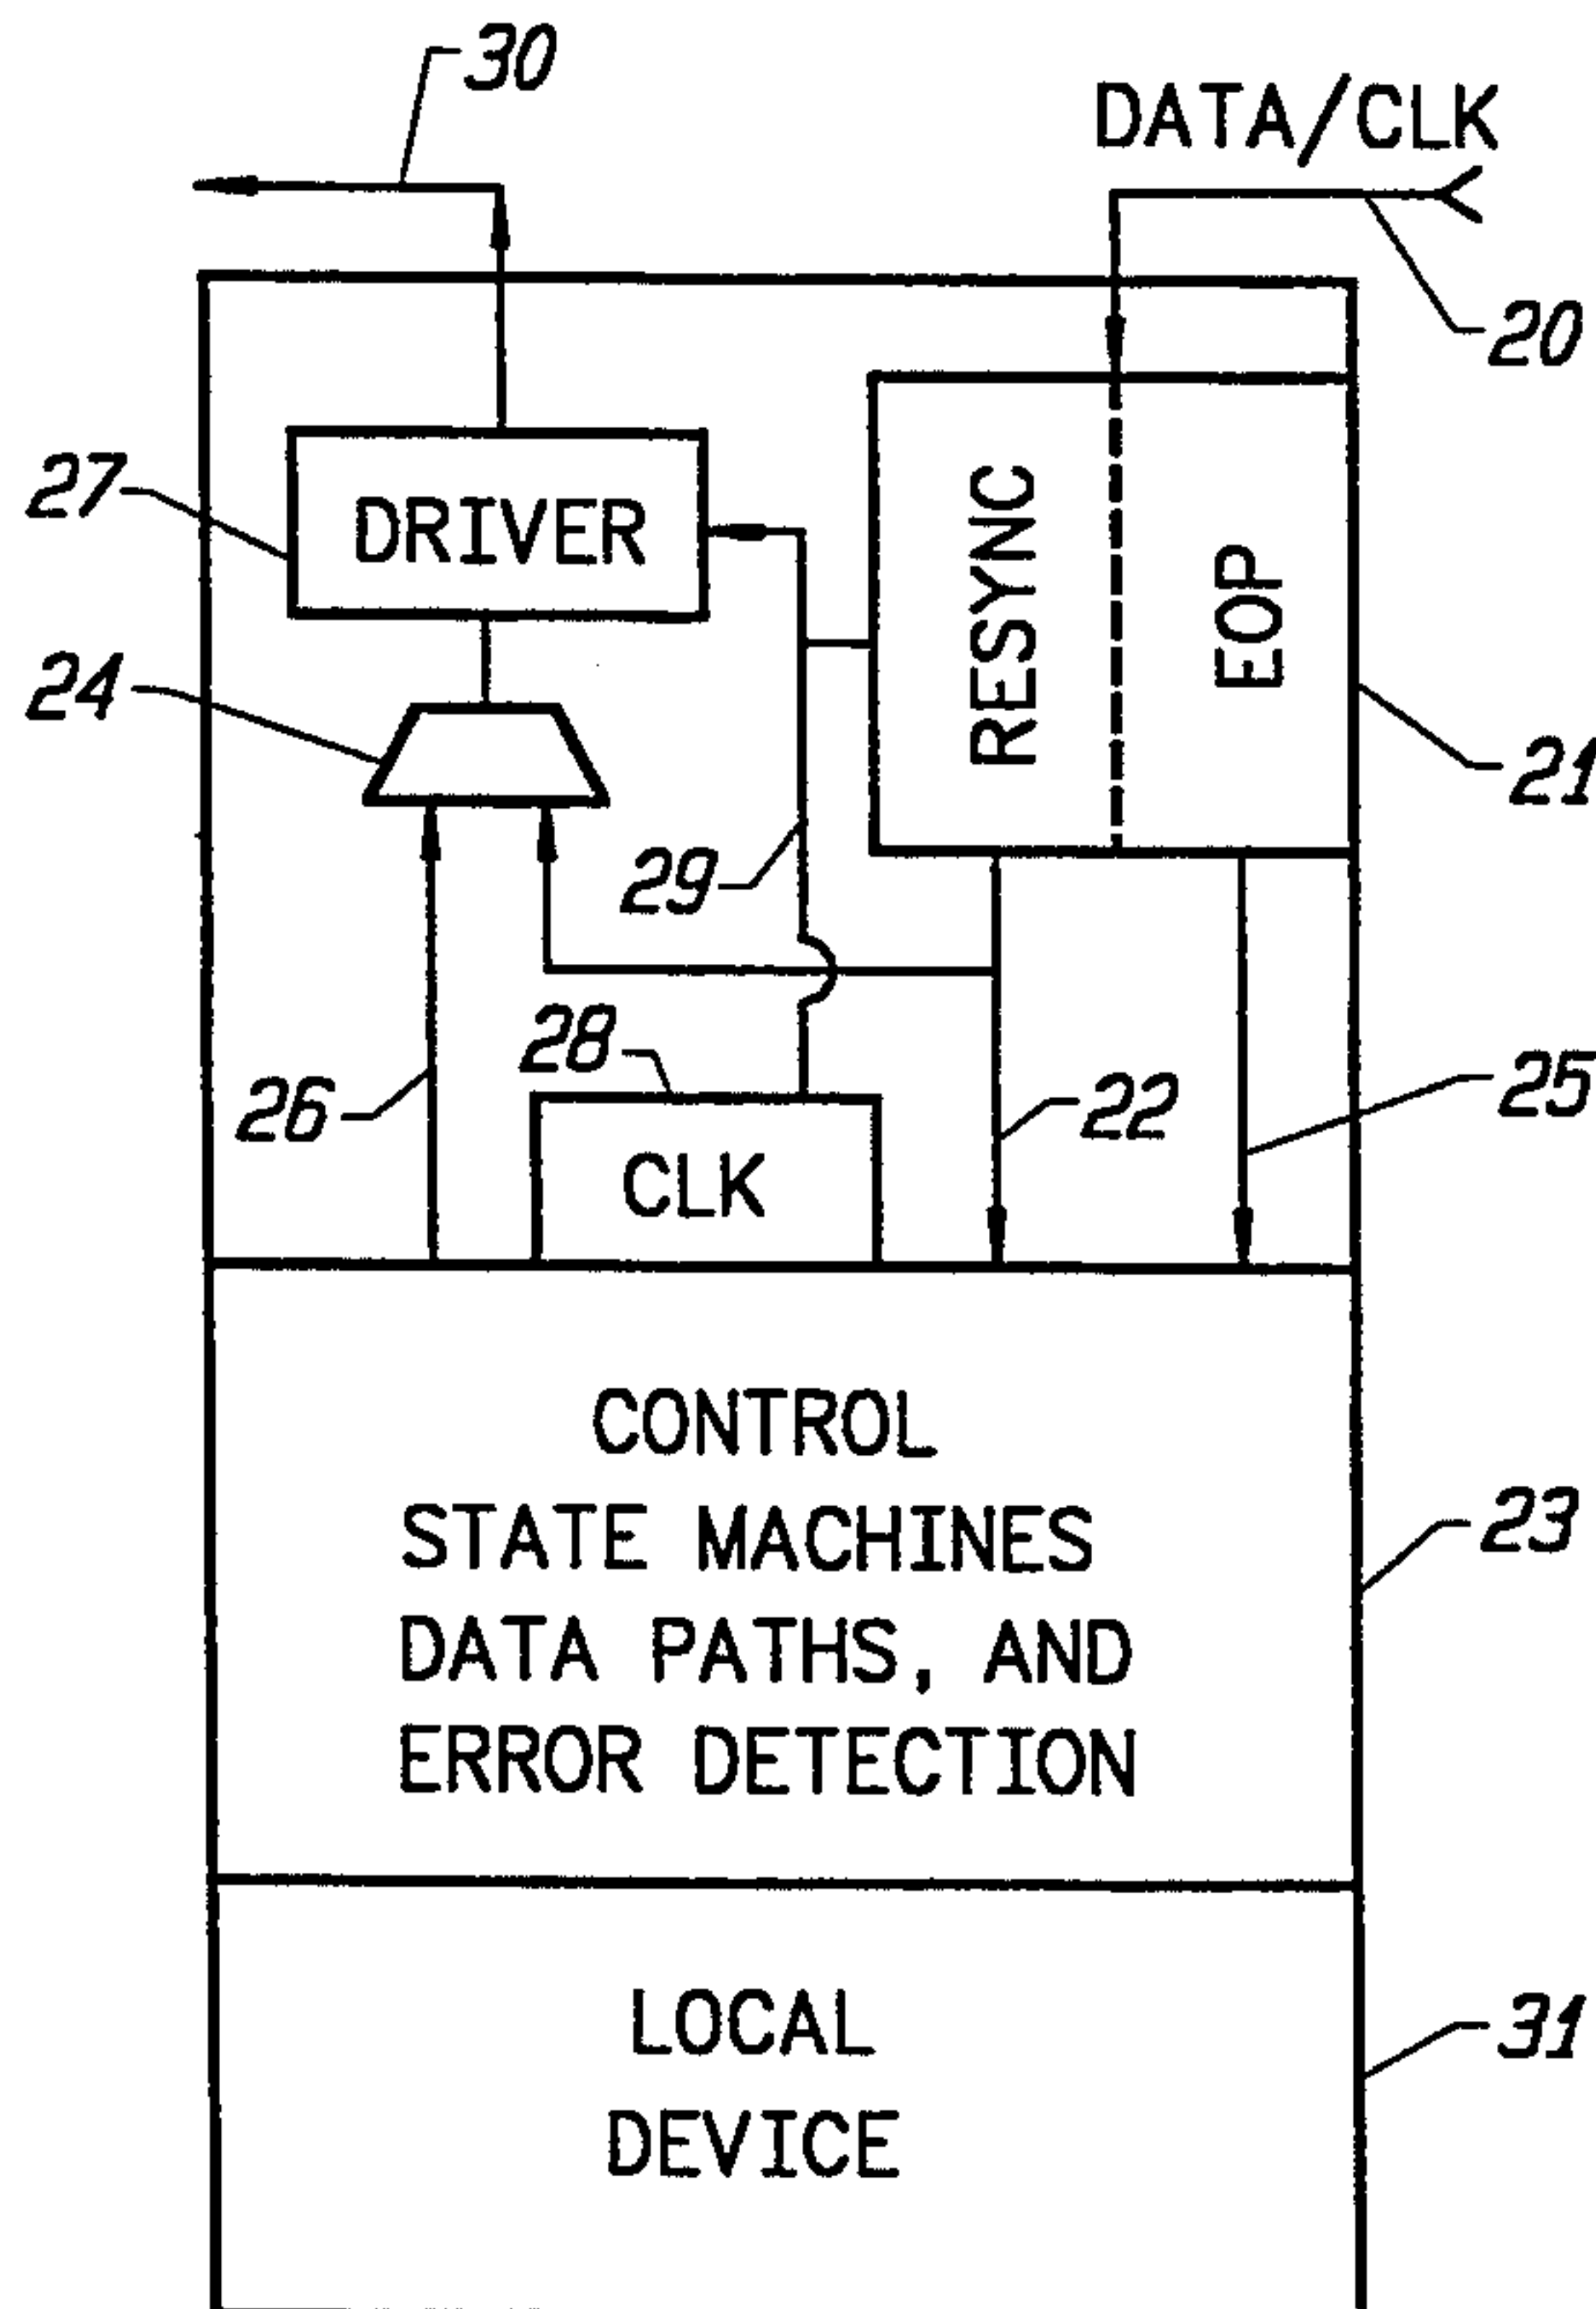 30
DATA/CLK
20
27
DRIVER
RESYNC
EOP
24
21
29
28
26
22
25
CLK
CONTROL
STATE MACHINES
DATA PATHS, AND
ERROR DETECTION
23
LOCAL
DEVICE
31